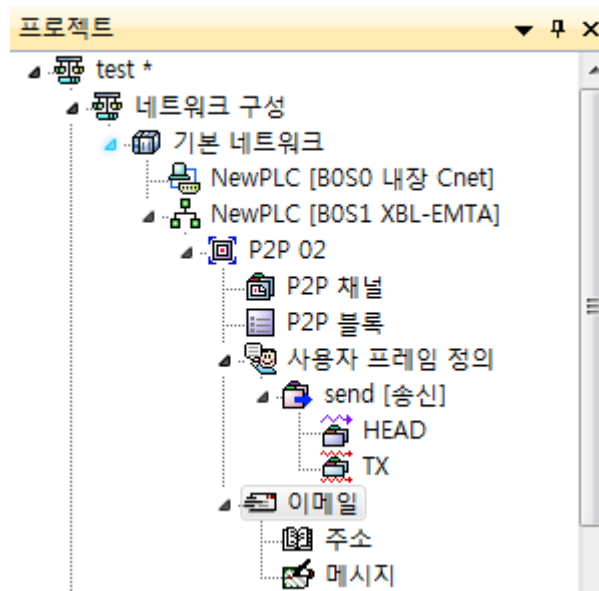 프로젝트
test *
네트워크 구성
기본 네트워크
NewPLC [B0S0 내장 Cnet]
NewPLC [B0S1 XBL-EMTA]
P2P 02
P2P 채널
P2P 블록
사용자 프레임 정의
send [송신]
HEAD
TX
이메일
주소
메시지